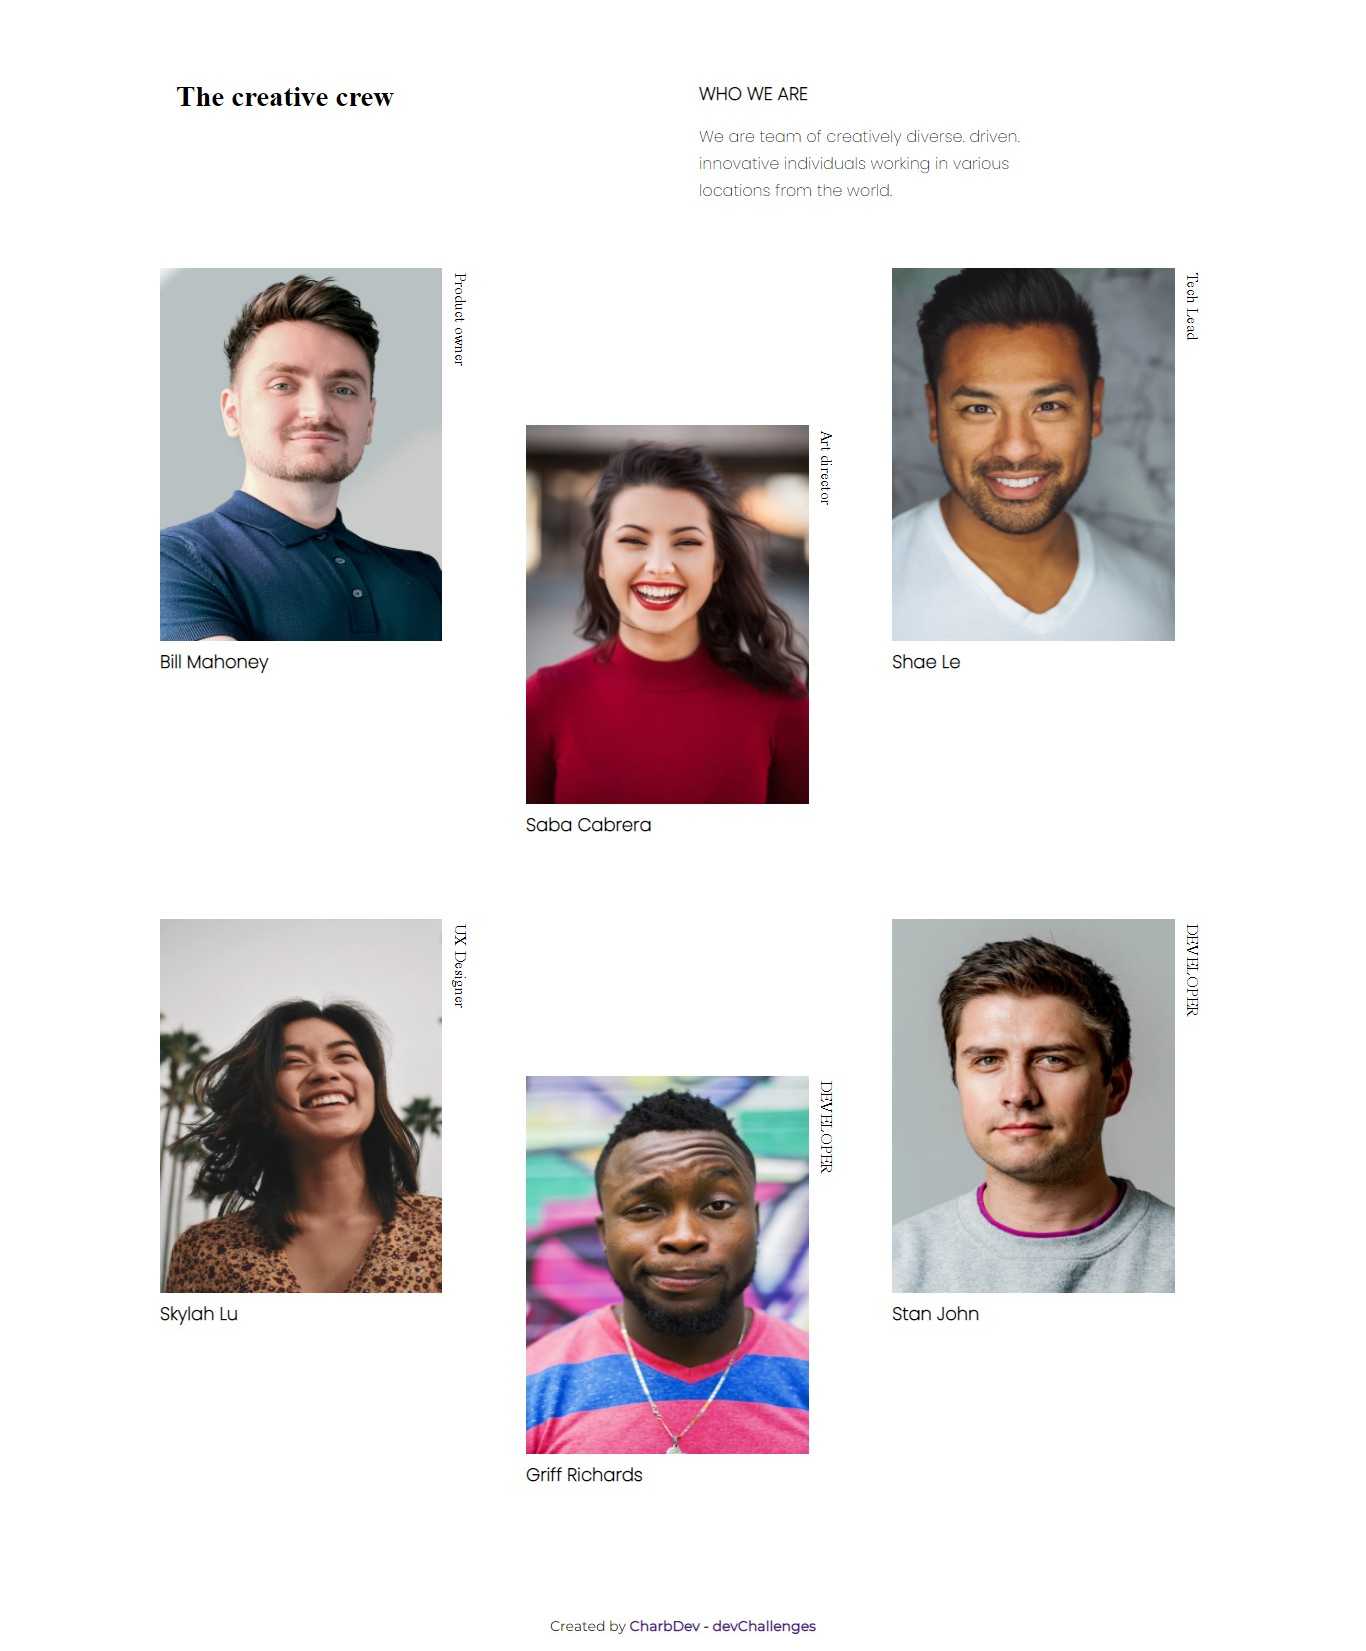 The creative crew
WHO WE ARE
We are team of creatively diverse. driven.
innovative individuals working in various
locations from the world.
Product owner
Bill Mahoney
Art director
Saba Cabrera
Tech Lead
Shae Le
UX Designer
Skylah Lu
DEVELOPER
Griff Richards
DEVELOPER
Stan John
Created by CharbDev - devChallenges